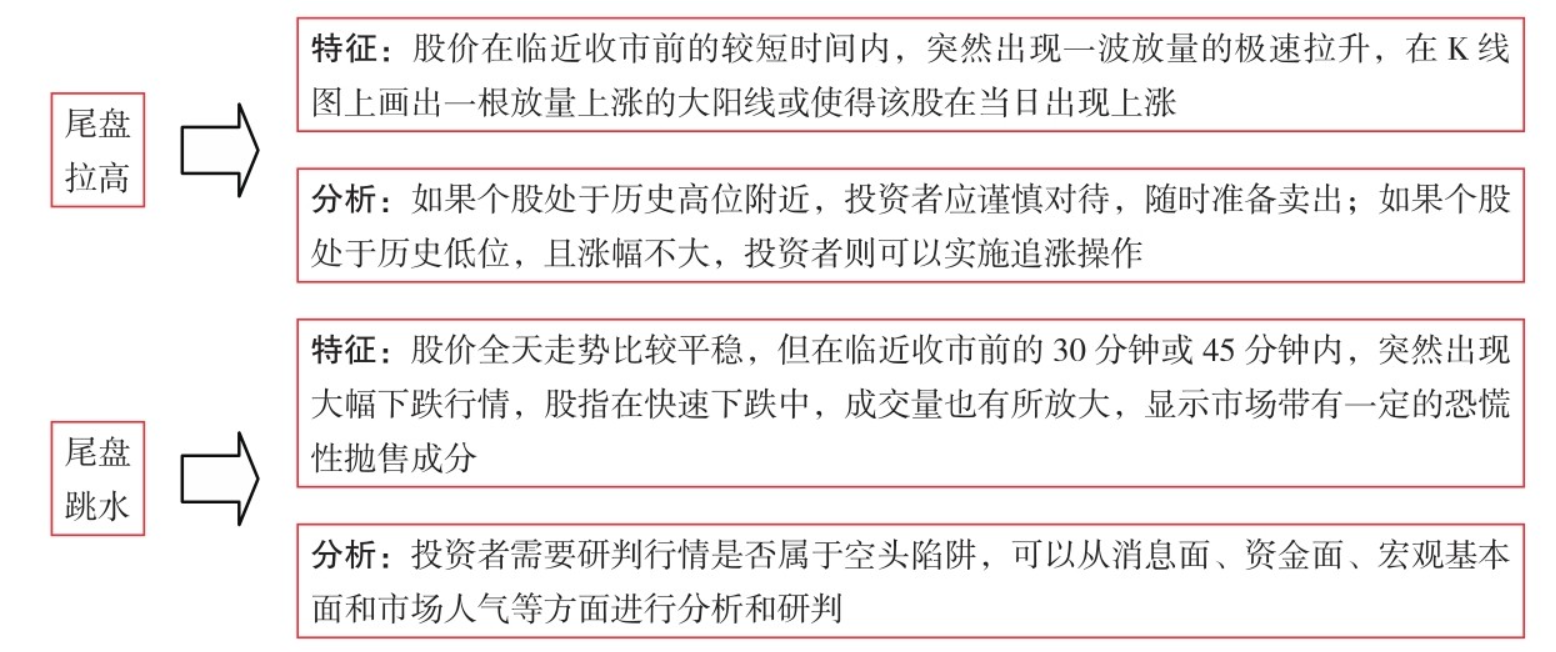 尾盘
拉高
特征：股价在临近收市前的较短时间内，突然出现一波放量的极速拉升，在 K 线
图上画出一根放量上涨的大阳线或使得该股在当日出现上涨
分析：如果个股处于历史高位附近，投资者应谨慎对待，随时准备卖出；如果个股
处于历史低位，且涨幅不大，投资者则可以实施追涨操作
尾盘
跳水
特征：股价全天走势比较平稳，但在临近收市前的 30 分钟或 45 分钟内，突然出现
大幅下跌行情，股指在快速下跌中，成交量也有所放大，显示市场带有一定的恐慌
性抛售成分
分析：投资者需要研判行情是否属于空头陷阱，可以从消息面、资金面、宏观基本
面和市场人气等方面进行分析和研判